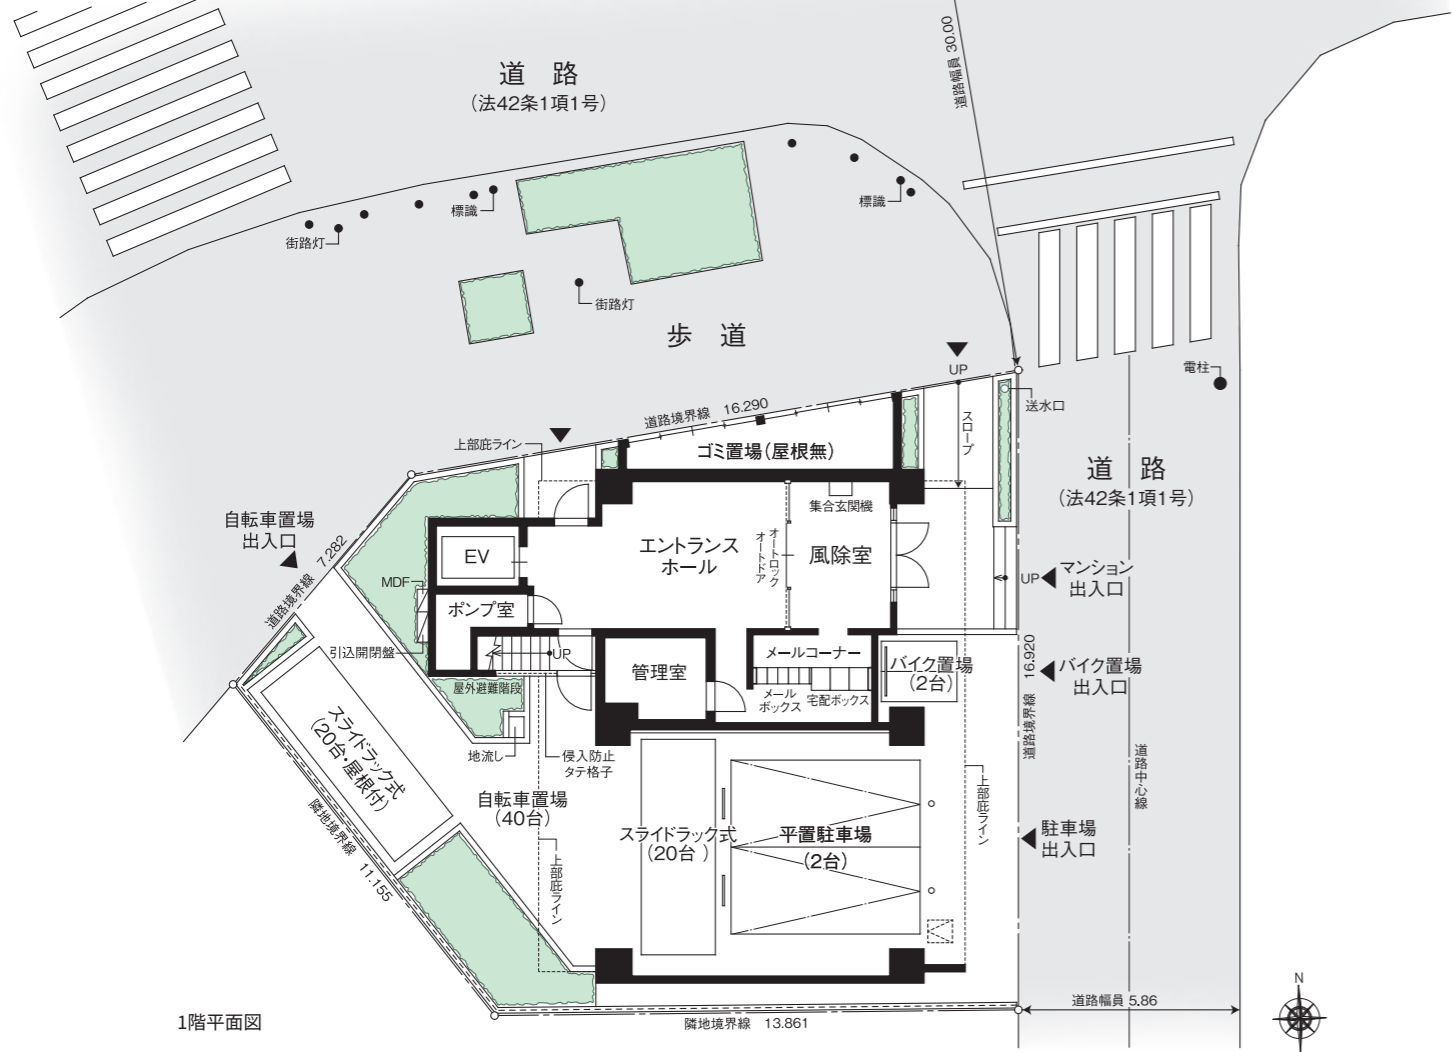 道路幅員 30.00
道 路
（法42条1項1号）
標識
標識
街路灯
街路灯
歩 道
電柱
UP
送水口
スロープ
道路境界線 16.290
上部庇ライン
ゴミ置場（屋根無）
道 路
（法42条1項1号）
集合玄関機
自転車置場
出入口
道路境界線 7.282
EV
エントランス
ホール
オートロック
オートドア
風除室
MDF
ポンプ室
UP
マンション
出入口
引込開閉盤
UP
メールコーナー
バイク置場
（2台）
道路境界線 16.920
バイク置場
出入口
管理室
屋外避難階段
メール
ボックス
宅配ボックス
地流し
侵入防止
タテ格子
スライドラック式
（20台・屋根付）
隣地境界線 11.155
自転車置場
（40台）
上部庇ライン
スライドラック式
（20台 ）
平置駐車場
（2台）
上部庇ライン
道路中心線
駐車場
出入口
道路幅員 5.86
N
1階平面図
隣地境界線 13.861